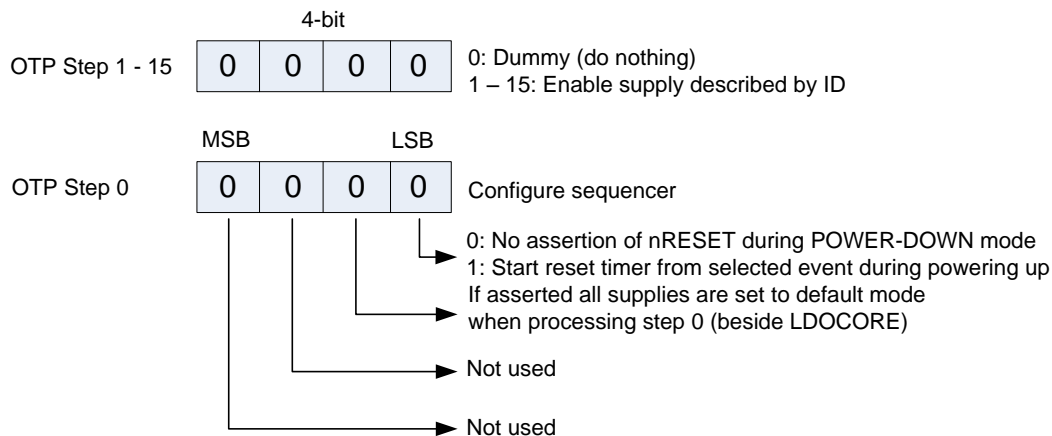 4-bit
OTP Step 1 - 15
0 0 0 0
0: Dummy (do nothing)
1 – 15: Enable supply described by ID
MSB LSB
OTP Step 0
0 0 0 0
Configure sequencer
0: No assertion of nRESET during POWER-DOWN mode
1: Start reset timer from selected event during powering up
If asserted all supplies are set to default mode
when processing step 0 (beside LDOCORE)
Not used
Not used